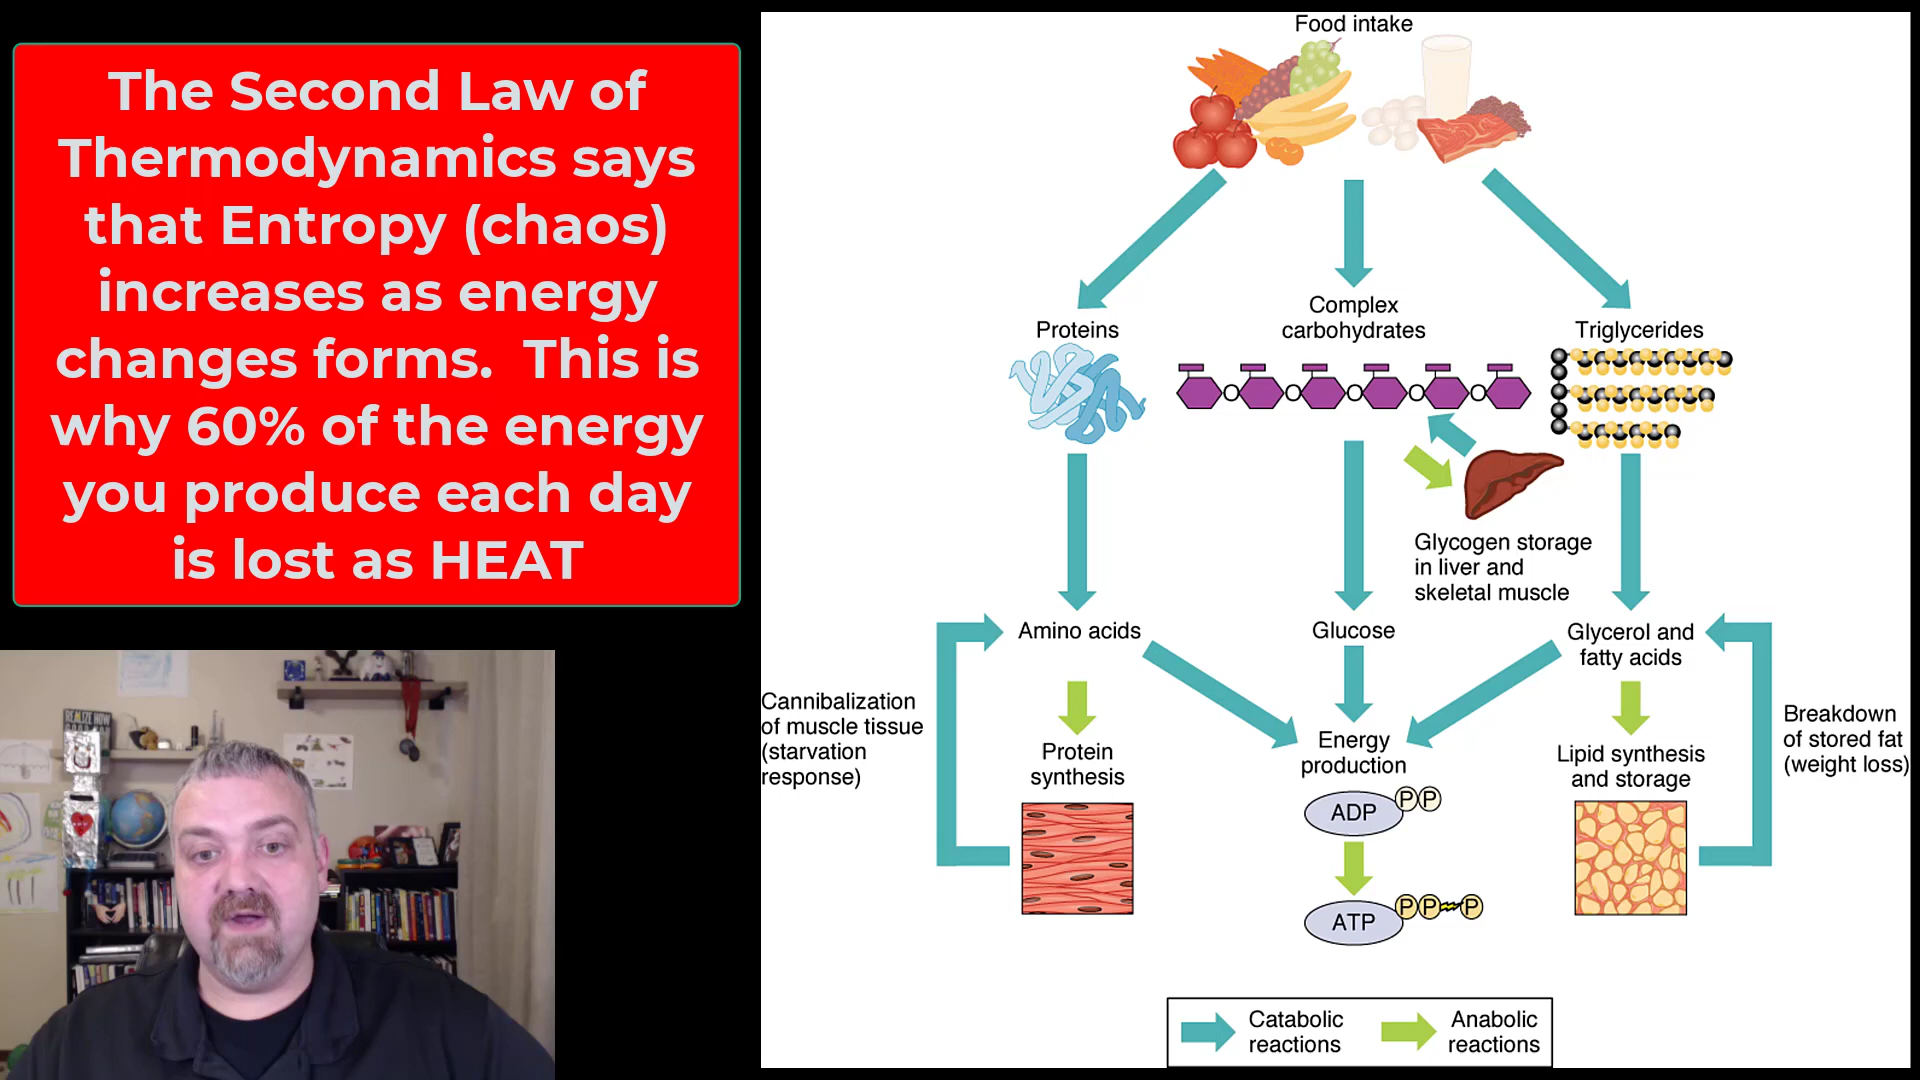 The Second Law of
Thermodynamics says
that Entropy (chaos)
increases as energy
changes forms.  This is
why 60% of the energy
you produce each day
is lost as HEAT
Food intake
Proteins
Complex
carbohydrates
Triglycerides
O O O O O
Glycogen storage
in liver and
skeletal muscle
Amino acids
Glucose
Glycerol and
fatty acids
Cannibalization
of muscle tissue
(starvation
response)
Protein
synthesis
Energy
production
Lipid synthesis
and storage
Breakdown
of stored fat
(weight loss)
ADP P P
ATP P P P
Catabolic
reactions
Anabolic
reactions
REALIZE HOW